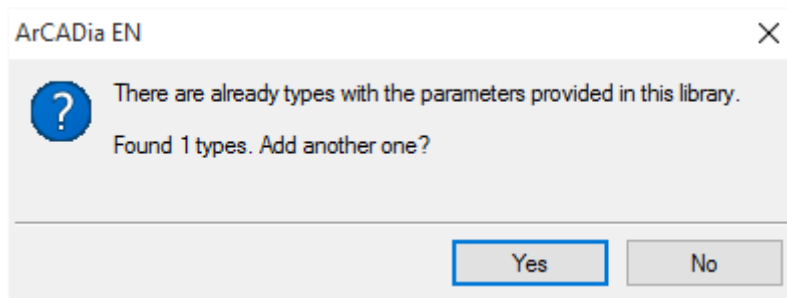 ArCADia EN
There are already types with the parameters provided in this library.
Found 1 types. Add another one?
Yes
No